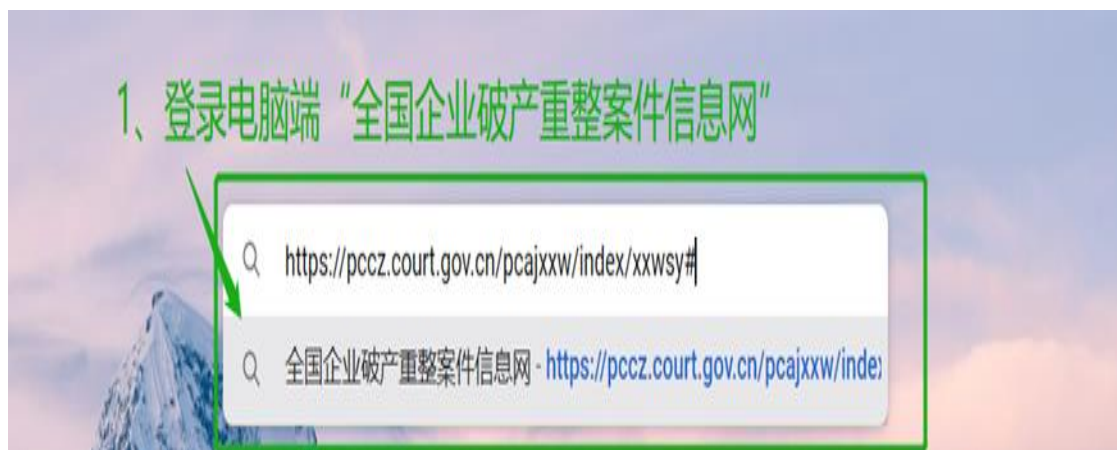 1、登录电脑端“全国企业破产重整案件信息网”
https://pccz.court.gov.cn/pcajxxw/index/xxwsy#
全国企业破产重整案件信息网 - https://pccz.court.gov.cn/pcajxxw/index